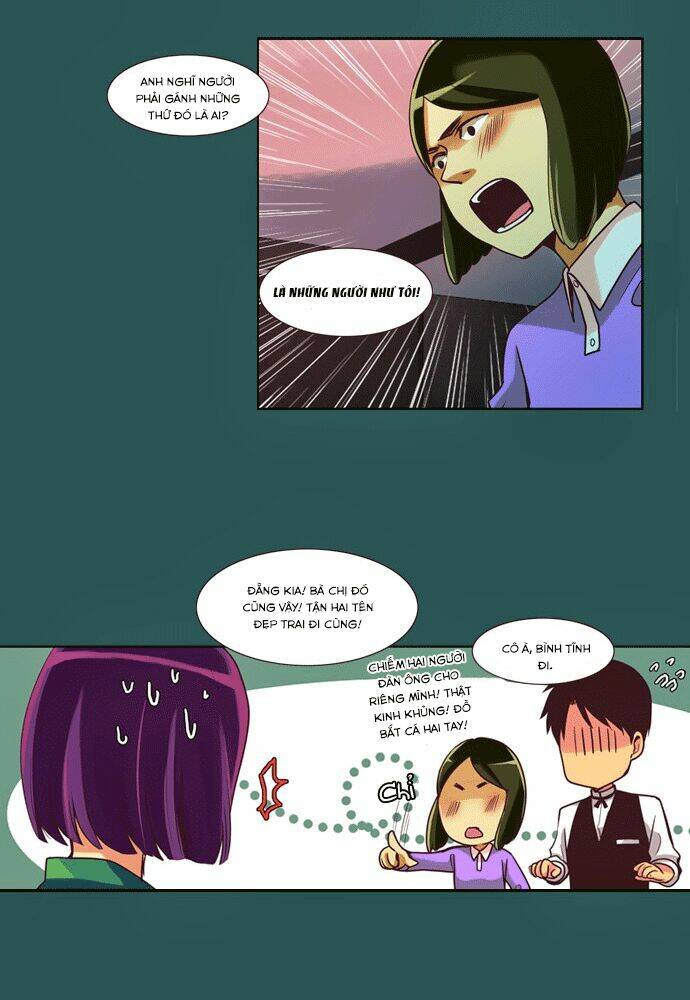 ANH NGHĨ NGƯỜI
PHẢI GÁNH NHỮNG
THỨ ĐÓ LÀ AI?
LÀ NHỮNG NGƯỜI NHƯ TÔI!
ĐẰNG KIA! BÀ CHỊ ĐÓ
CŨNG VẬY! TẬN HAI TÊN
ĐẸP TRAI ĐI CÙNG!
CHIẾM HAI NGƯỜI
ĐÀN ÔNG CHO
RIÊNG MÌNH! THẬT
KINH KHỦNG! ĐỒ
BẮT CÁ HAI TAY!
CÔ À, BÌNH TĨNH
ĐI.
Chỉ